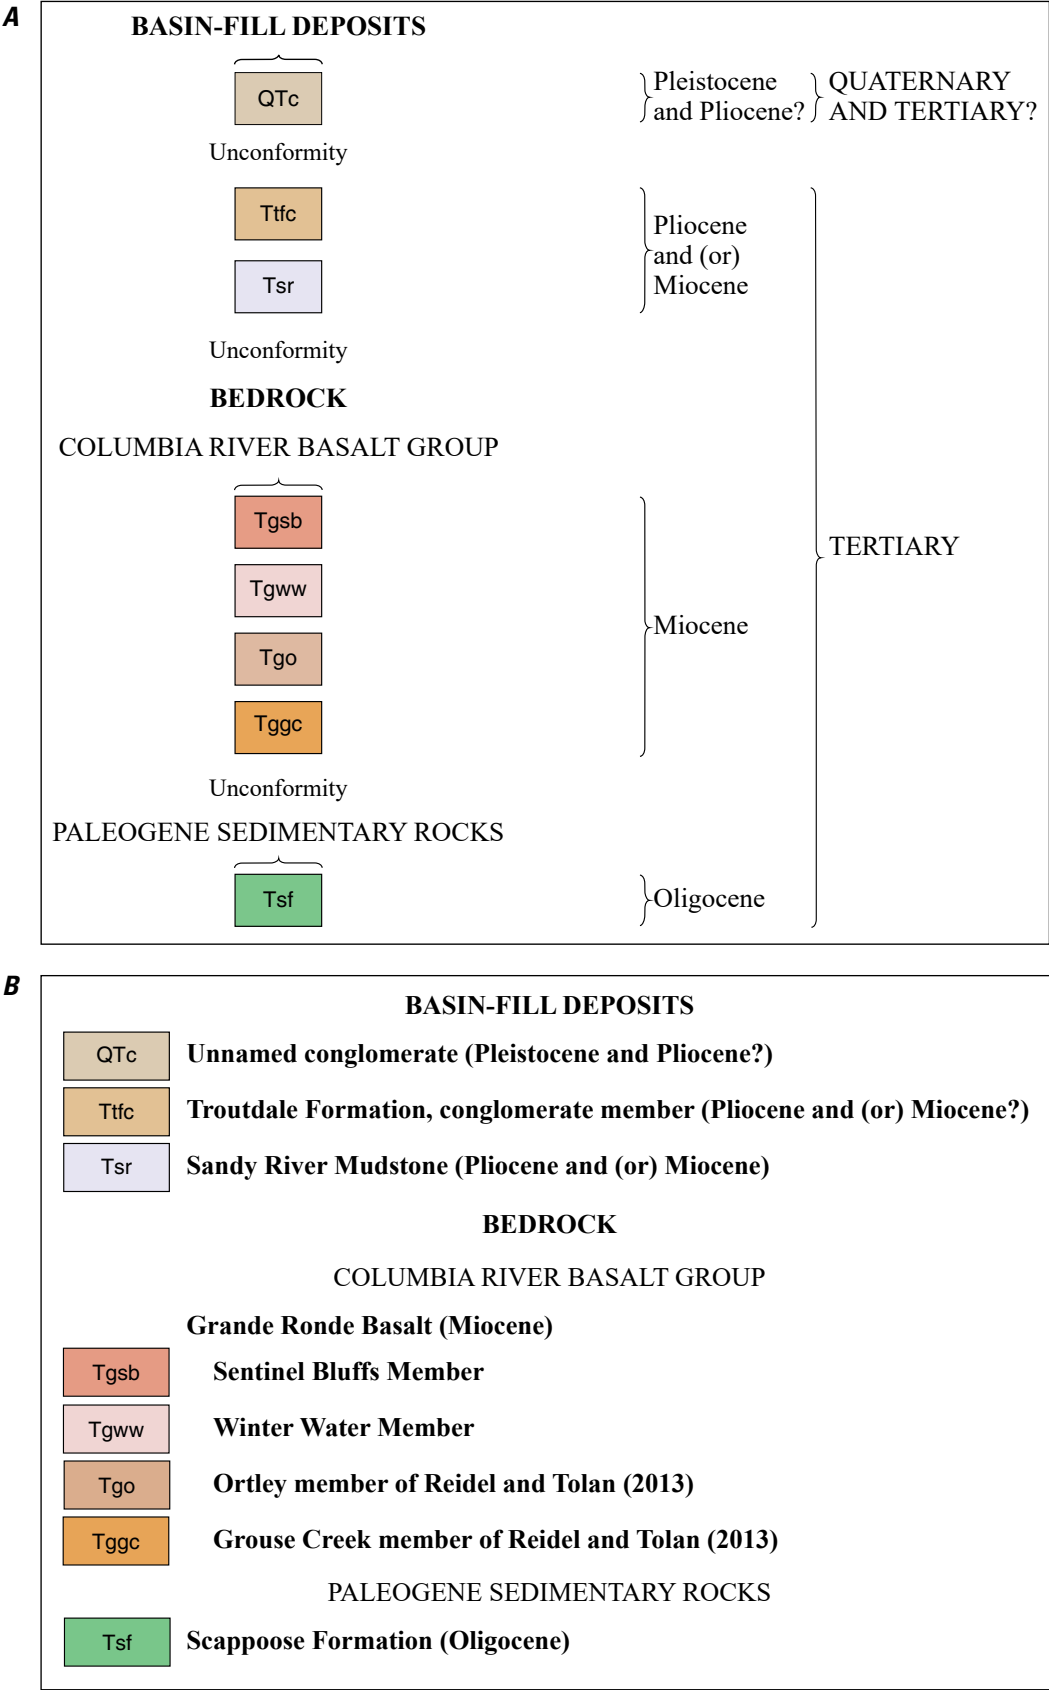 A
BASIN-FILL DEPOSITS
QTc
Pleistocene
and Pliocene?
QUATERNARY
AND TERTIARY?
Unconformity
Ttfc
Tsr
Pliocene
and (or)
Miocene
Unconformity
BEDROCK
COLUMBIA RIVER BASALT GROUP
Tgsb
Tgww
Tgo
Tggc
Miocene
TERTIARY
Unconformity
PALEOGENE SEDIMENTARY ROCKS
Tsf
Oligocene
B
BASIN-FILL DEPOSITS
QTc Unnamed conglomerate (Pleistocene and Pliocene?)
Ttfc Troutdale Formation, conglomerate member (Pliocene and (or) Miocene?)
Tsr Sandy River Mudstone (Pliocene and (or) Miocene)
BEDROCK
COLUMBIA RIVER BASALT GROUP
Grande Ronde Basalt (Miocene)
Tgsb Sentinel Bluffs Member
Tgww Winter Water Member
Tgo Ortley member of Reidel and Tolan (2013)
Tggc Grouse Creek member of Reidel and Tolan (2013)
PALEOGENE SEDIMENTARY ROCKS
Tsf Scappoose Formation (Oligocene)